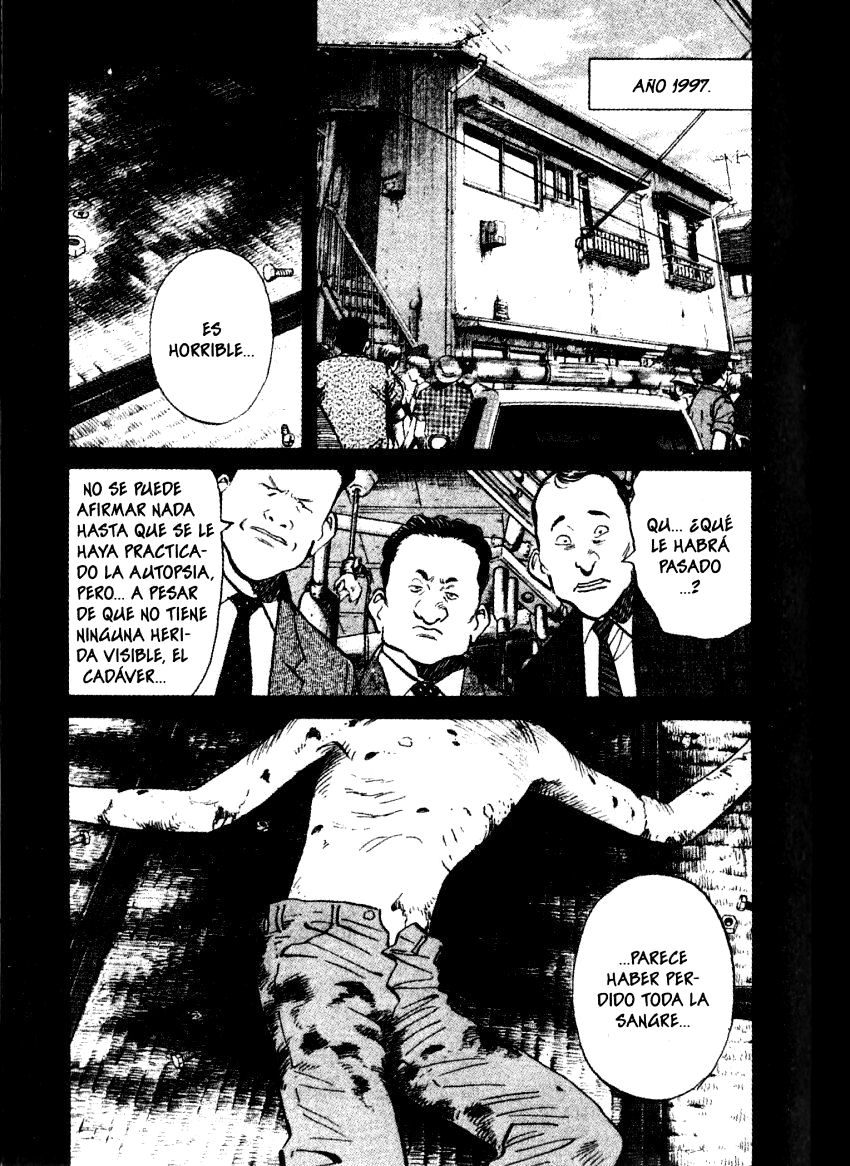 AÑO 1997.
ES
HORRIBLE...
QU... ¿QUÉ
LE HABRÁ
PASADO
...?
NO SE PUEDE
AFIRMAR NADA
HASTA QUE SE LE
HAYA PRACTICA-
DO LA AUTOPSIA,
PERO... A PESAR
DE QUE NO TIENE
NINGUNA HERI-
DA VISIBLE, EL
CADÁVER...
...PARECE
HABER PER-
DIDO TODA LA
SANGRE...